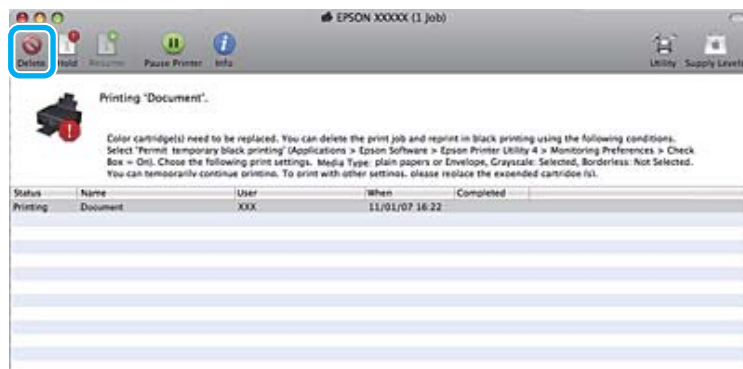 EPSON XXXXX (1 Job)
Delete Hold Resume Pause Printer Info Utility Supply Levels
Printing "Document".
Color cartridge(s) need to be replaced. You can delete the print job and reprint in black printing using the following conditions.
Select "Permit temporary black printing" (Applications > Epson Software > Epson Printer Utility 4 > Monitoring Preferences > Check
Box = On). Chose the following print settings. Media Type: plain papers or Envelope, Grayscale: Selected, Borderless: Not Selected.
You can temporarily continue printing. To print with other settings, please replace the expended cartridge (s).
Status Name User When Completed
Printing Document XXX 11/01/07 16:22